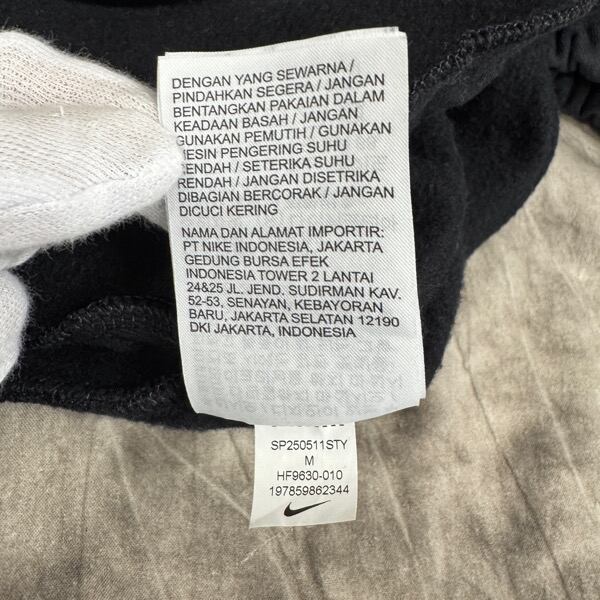 DENGAN YANG SEWARNA /
PINDAHKAN SEGERA / JANGAN
BENTANGKAN PAKAIAN DALAM
KEADAAN BASAH / JANGAN
GUNAKAN PEMUTIH / GUNAKAN
MESIN PENGERING SUHU
RENDAH / SETERIKA SUHU
RENDAH / JANGAN DISETRIKA
DIBAGIAN BERCORAK / JANGAN
DICUCI KERING
NAMA DAN ALAMAT IMPORTIR:
PT NIKE INDONESIA, JAKARTA
GEDUNG BURSA EFEK
INDONESIA TOWER 2 LANTAI
24&25 JL. JEND. SUDIRMAN KAV.
52-53, SENAYAN, KEBAYORAN
BARU, JAKARTA SELATAN 12190
DKI JAKARTA, INDONESIA
SP250511STY
M
HF9630-010
197859862344